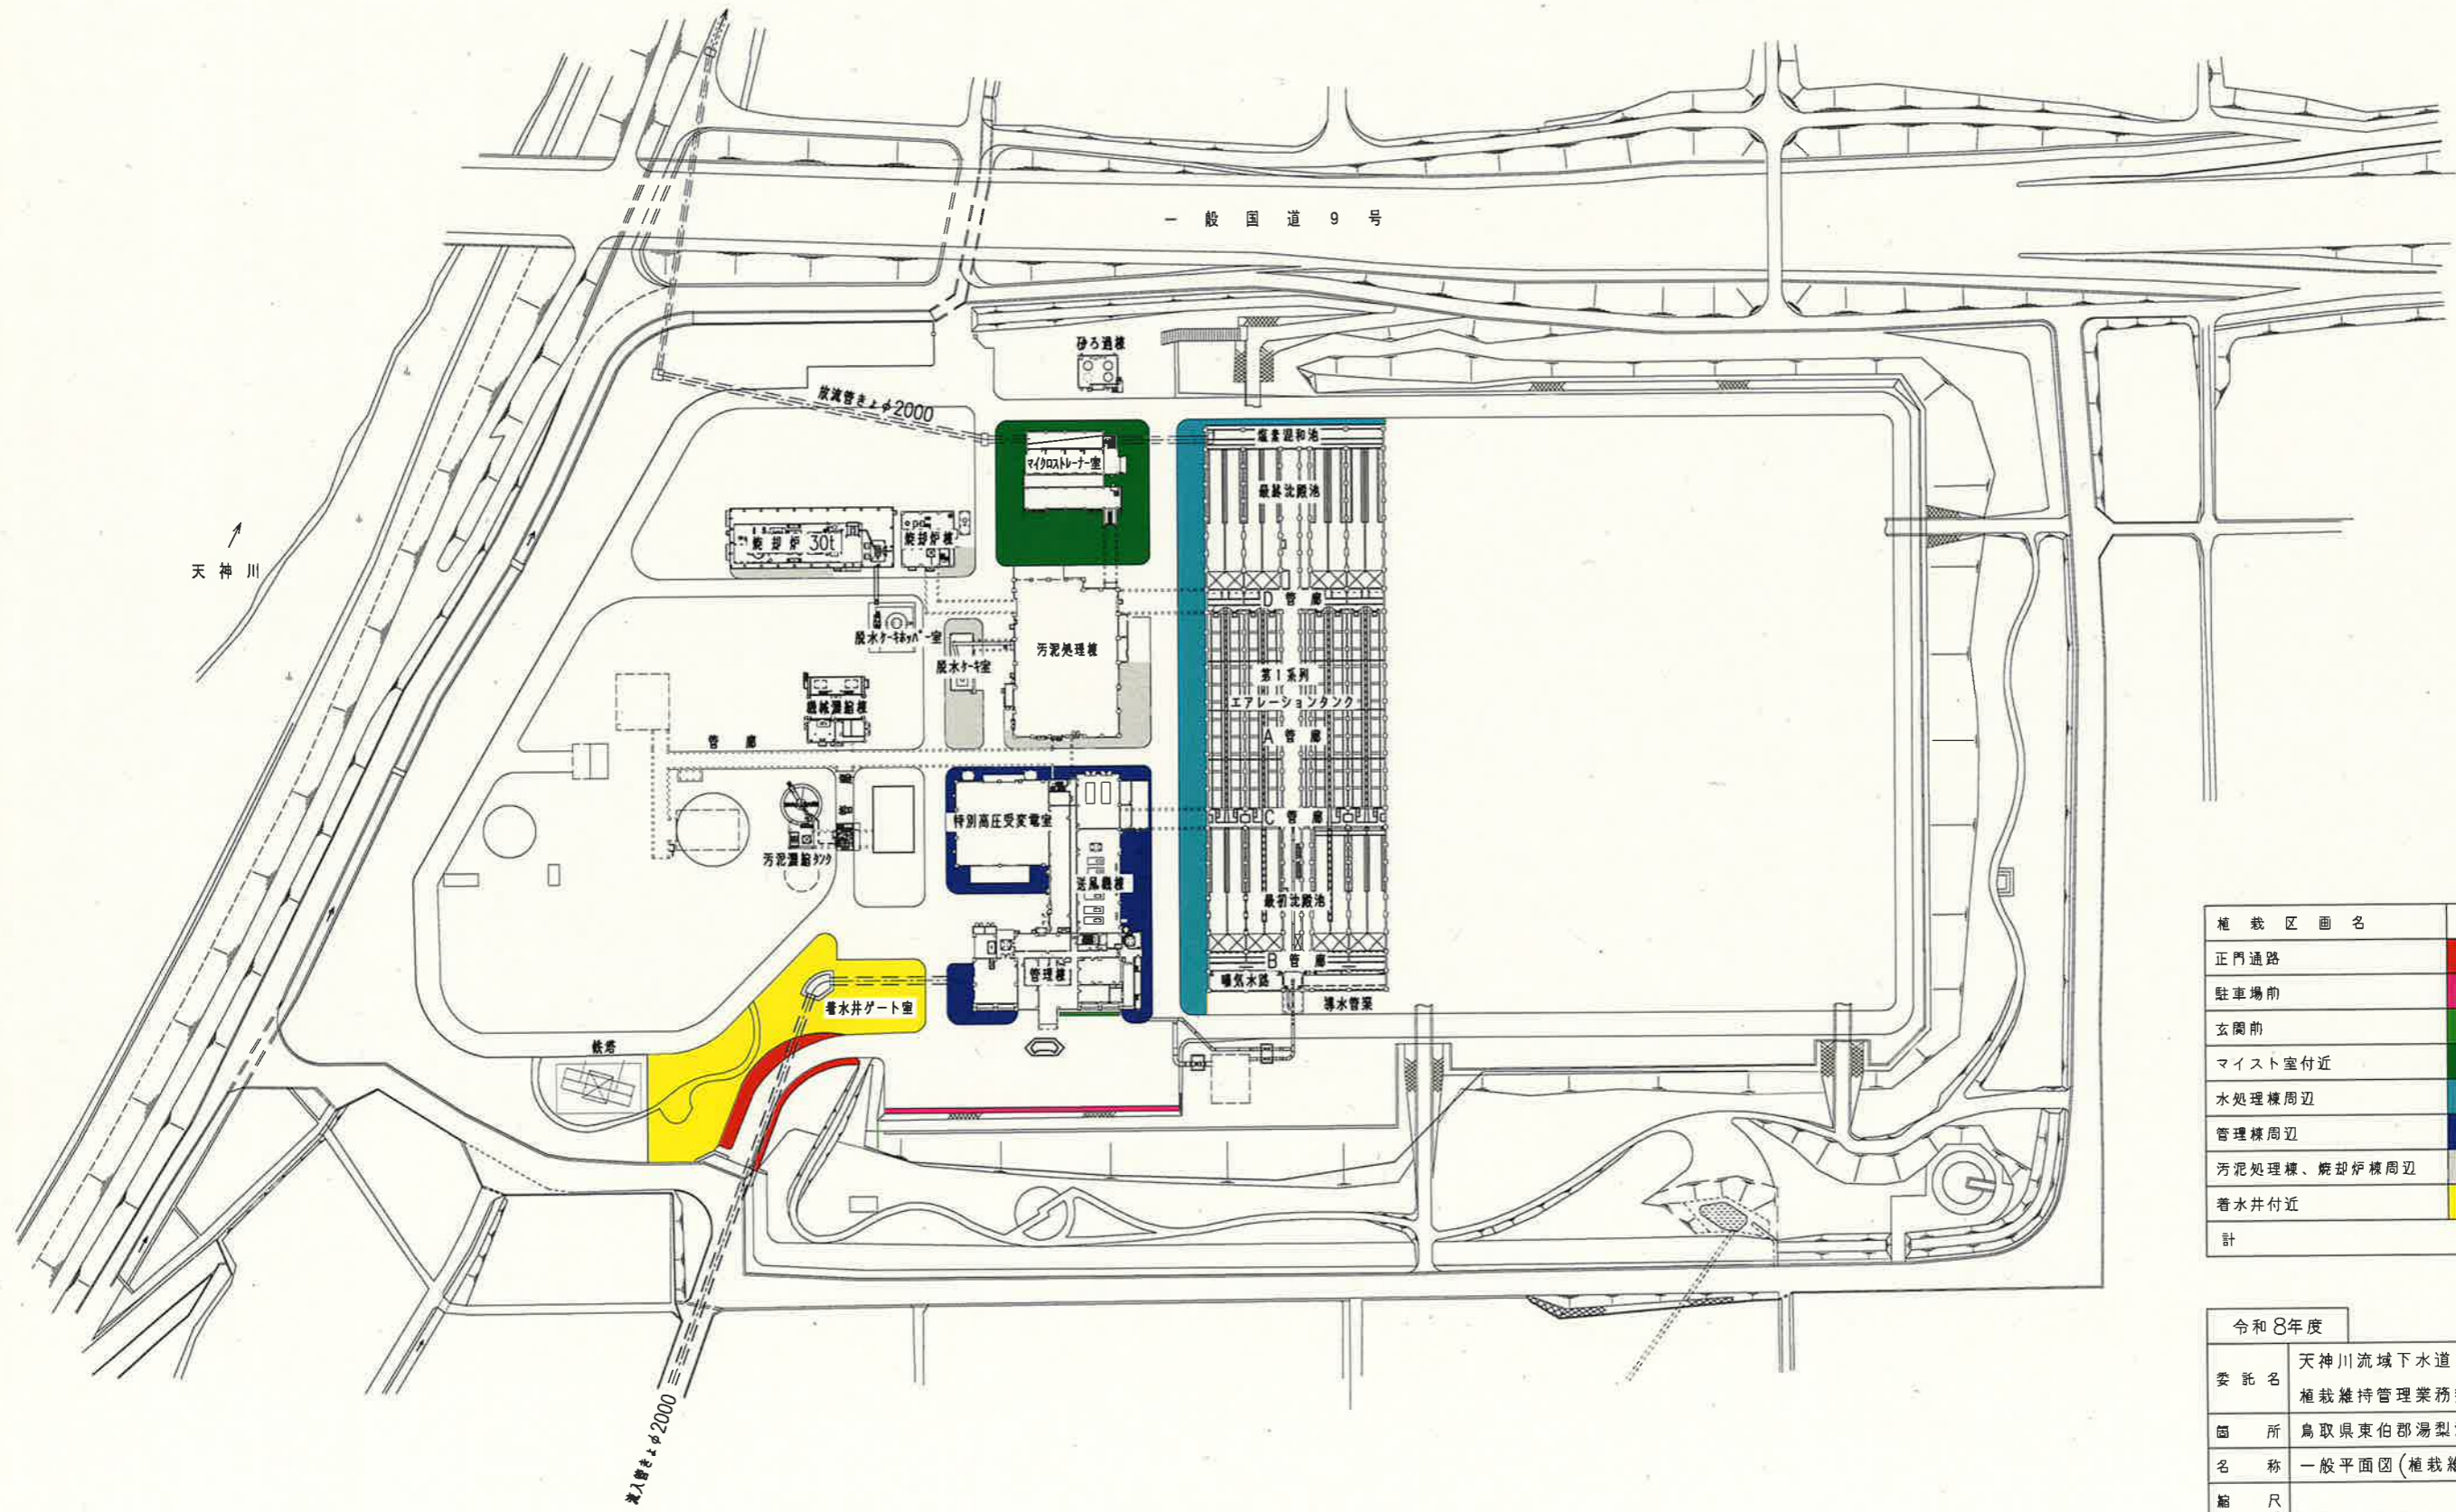 一般国道9号
砂ろ過棟
放流管きょφ2000
塩素混和池
マイクロストレーナー室
最終沈殿池
焼却炉 30t
焼却炉棟
天神川
D管廊
脱水ケーキホッパー室
汚泥処理棟
脱水ケーキ室
第1系列
エアレーションタンク
機械濃縮棟
A管廊
管廊
管廊
特別高圧受変電室
C管廊
汚泥濃縮タンク
送風機棟
最初沈殿池
B管廊
管理棟
曝気水路
導水管渠
着水井ゲート室
鉄塔
流入管きょφ2000
植栽区画名
正門通路
駐車場前
玄関前
マイスト室付近
水処理棟周辺
管理棟周辺
汚泥処理棟、焼却炉棟周辺
着水井付近
計
令和8年度
委託名 天神川流域下水道
植栽維持管理業務
箇所 鳥取県東伯郡湯梨
名称 一般平面図(植栽維
縮尺